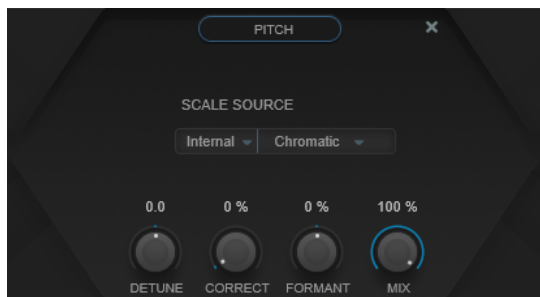 PITCH
SCALE SOURCE
Internal Chromatic
0.0 0 % 0 % 100 %
DETUNE CORRECT FORMANT MIX